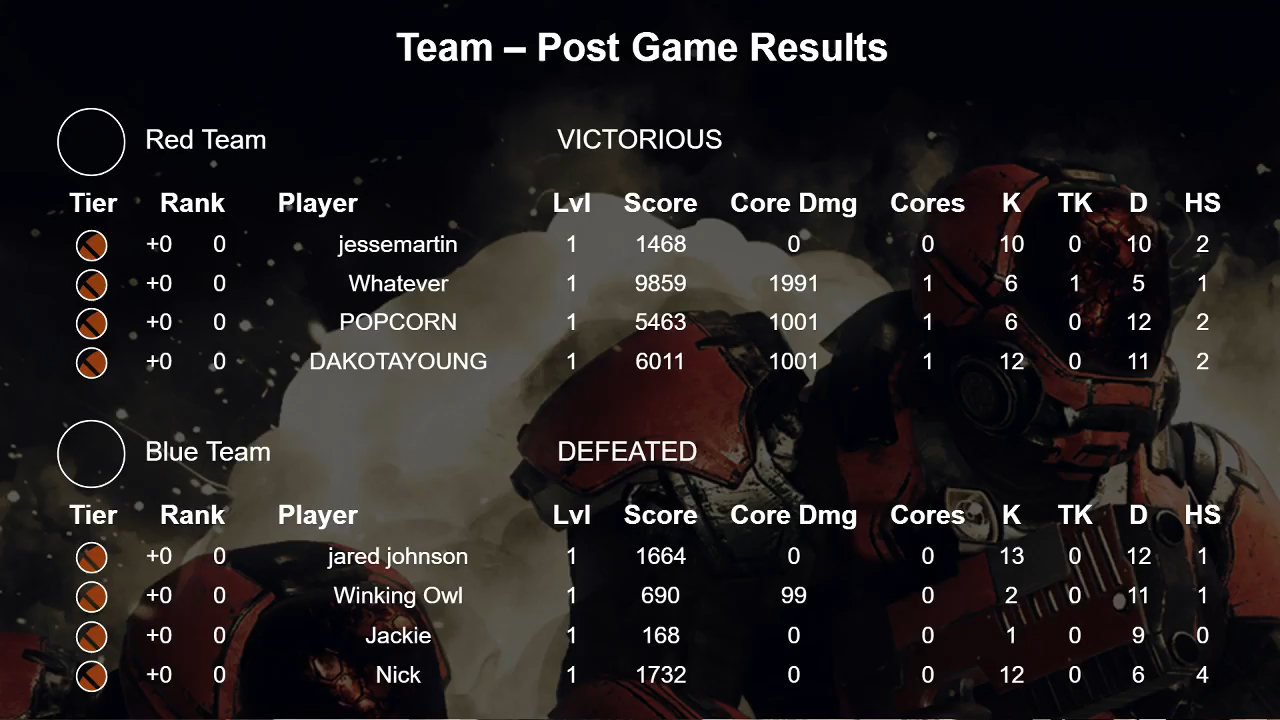 Team – Post Game Results
Red Team VICTORIOUS
Tier Rank Player Lvl Score Core Dmg Cores K TK D HS
+0 0 jessemartin 1 1468 0 0 10 0 10 2
+0 0 Whatever 1 9859 1991 1 6 1 5 1
+0 0 POPCORN 1 5463 1001 1 6 0 12 2
+0 0 DAKOTAYOUNG 1 6011 1001 1 12 0 11 2
Blue Team DEFEATED
Tier Rank Player Lvl Score Core Dmg Cores K TK D HS
+0 0 jared johnson 1 1664 0 0 13 0 12 1
+0 0 Winking Owl 1 690 99 0 2 0 11 1
+0 0 Jackie 1 168 0 0 1 0 9 0
+0 0 Nick 1 1732 0 0 12 0 6 4